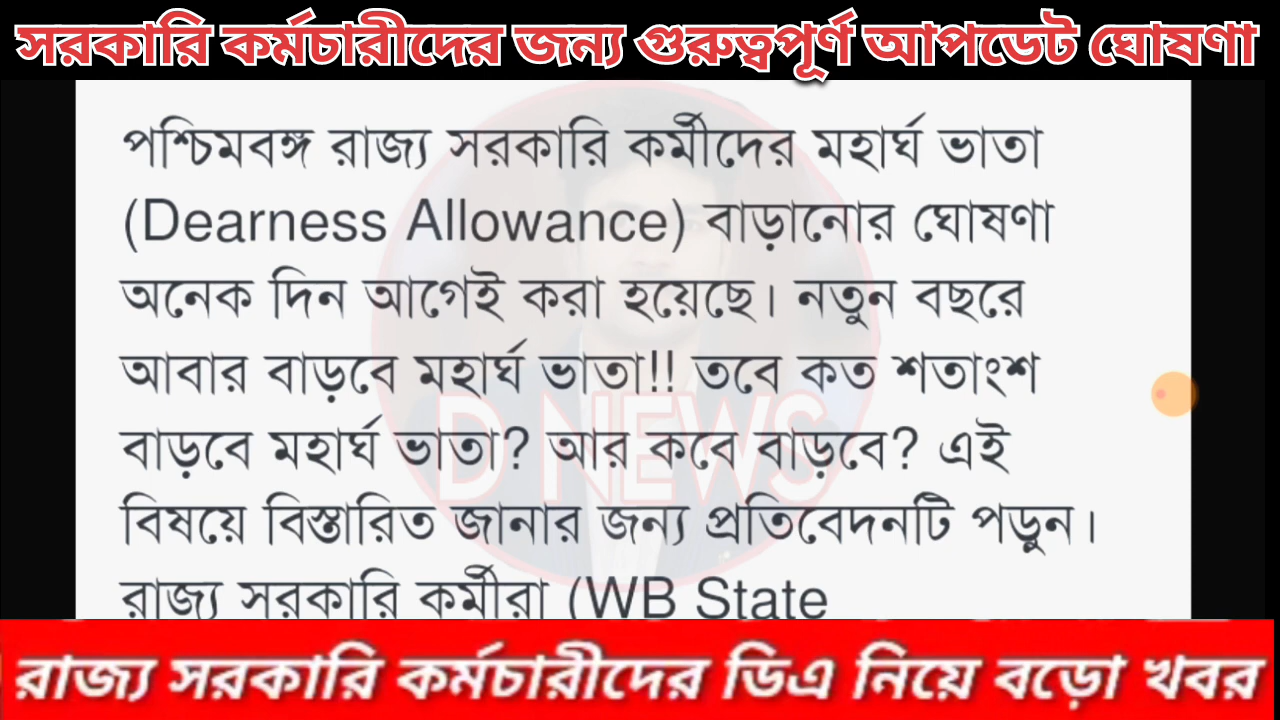 সরকারি কর্মচারীদের জন্য গুরুত্বপূর্ণ আপডেট ঘোষণা
পশ্চিমবঙ্গ রাজ্য সরকারি কর্মীদের মহার্ঘ ভাতা
(Dearness Allowance) বাড়ানোর ঘোষণা
অনেক দিন আগেই করা হয়েছে। নতুন বছরে
আবার বাড়বে মহার্ঘ ভাতা!! তবে কত শতাংশ
বাড়বে মহার্ঘ ভাতা? আর কবে বাড়বে? এই
বিষয়ে বিস্তারিত জানার জন্য প্রতিবেদনটি পড়ুন।
রাজ্য সরকারি কর্মীরা (WB State
D NEWS
রাজ্য সরকারি কর্মচারীদের ডিএ নিয়ে বড়ো খবর